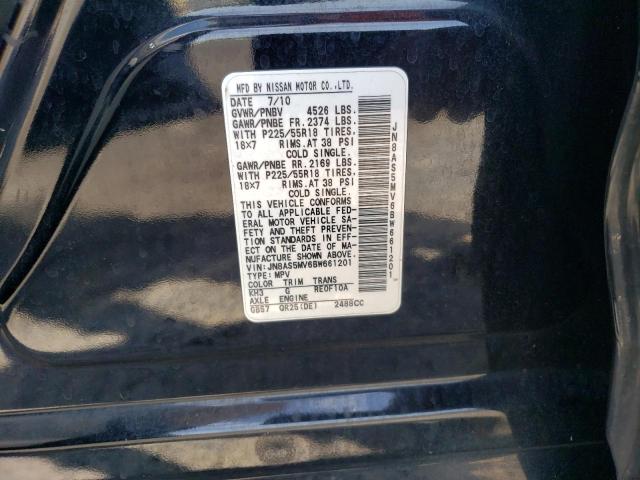 MFD BY NISSAN MOTOR CO.,LTD.
DATE 7/10
GVWR/PNBV 4526 LBS.
GAWR/PNBE FR. 2374 LBS.
WITH P225/55R18 TIRES.
18X7 RIMS.AT 38 PSI
COLD SINGLE.
GAWR/PNBE RR. 2169 LBS.
WITH P225/55R18 TIRES.
18X7 RIMS.AT 38 PSI
COLD SINGLE.
THIS VEHICLE CONFORMS
TO ALL APPLICABLE FED-
ERAL MOTOR VEHICLE SA-
FETY AND THEFT PREVEN-
TION STANDARDS IN EFF-
ECT ON THE DATE OF MA-
NUFACTURE SHOWN ABOVE.
VIN:JN8AS5MV6BW661201
TYPE: MPV
COLOR TRIM TRANS
KH3 G RE0F10A
AXLE ENGINE
GB57 QR25(DE) 2488CC
JN8AS5MV6BW661201